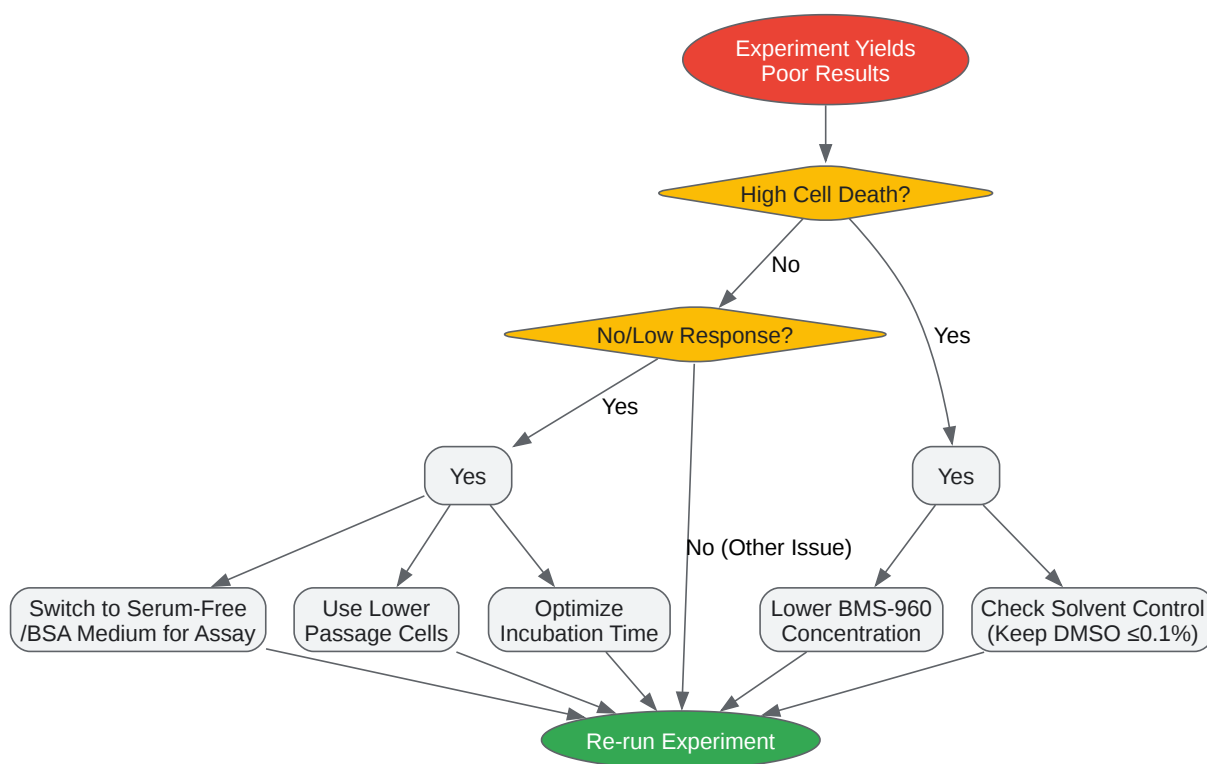 Experiment Yields
Poor Results
High Cell Death?
No
No/Low Response?
Yes
Yes
Yes
Yes
No (Other Issue)
Switch to Serum-Free
/BSA Medium for Assay
Use Lower
Passage Cells
Optimize
Incubation Time
Lower BMS-960
Concentration
Check Solvent Control
(Keep DMSO ≤0.1%)
Re-run Experiment